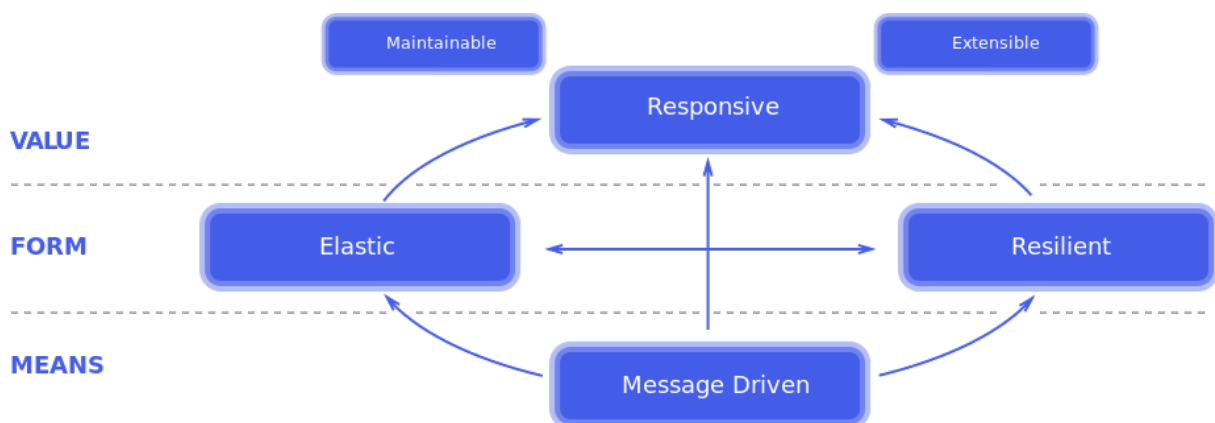 Maintainable
Extensible
Responsive
VALUE
FORM
Elastic
Resilient
MEANS
Message Driven